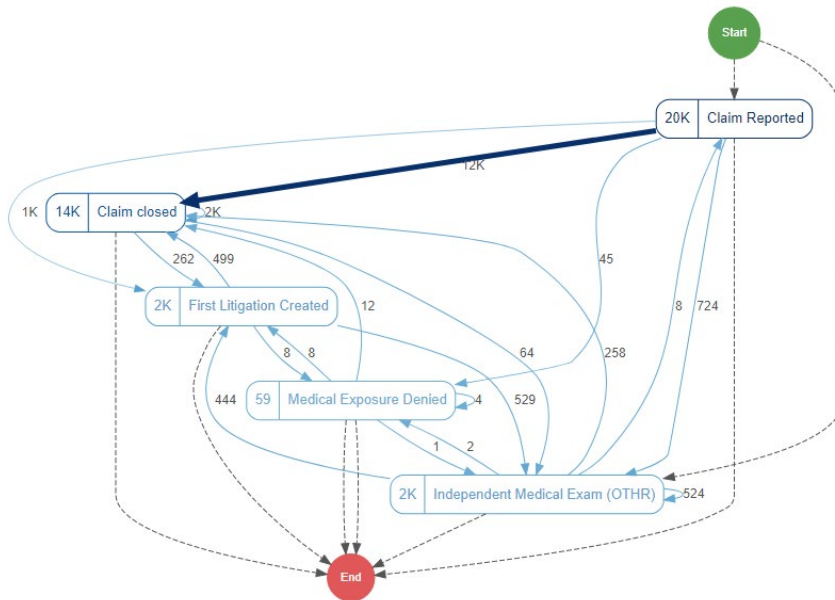 Start
20K Claim Reported
12K
1K
14K Claim closed
2K
262
499
45
2K First Litigation Created
12
8
724
8
8
64
258
59 Medical Exposure Denied
4
444
529
1
2
2K Independent Medical Exam (OTHR)
524
End